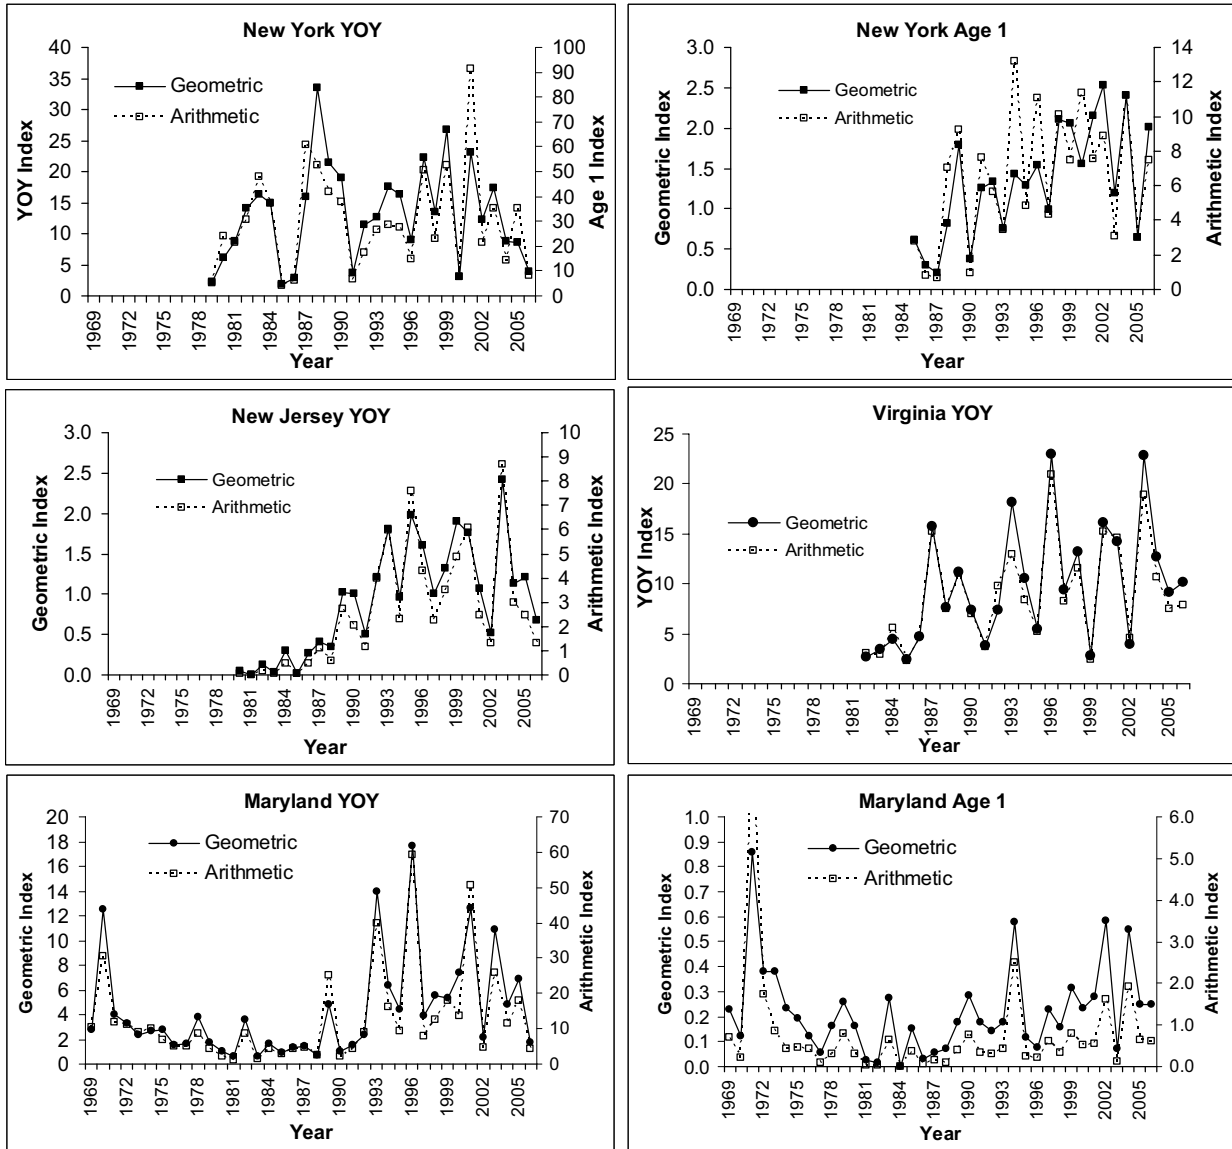 New York YOY
40
35
30
25
20
15
10
5
0
YOY Index
Geometric
Arithmetic
100
90
80
70
60
50
40
30
20
10
0
Age 1 Index
1969 1972 1975 1978 1981 1984 1987 1990 1993 1996 1999 2002 2005
Year
New York Age 1
3.0
2.5
2.0
1.5
1.0
0.5
0.0
Geometric Index
Geometric
Arithmetic
14
12
10
8
6
4
2
0
Arithmetic Index
1969 1972 1975 1978 1981 1984 1987 1990 1993 1996 1999 2002 2005
Year
New Jersey YOY
3.0
2.5
2.0
1.5
1.0
0.5
0.0
Geometric Index
Geometric
Arithmetic
10
9
8
7
6
5
4
3
2
1
0
Arithmetic Index
1969 1972 1975 1978 1981 1984 1987 1990 1993 1996 1999 2002 2005
Year
Virginia YOY
25
20
15
10
5
0
YOY Index
Geometric
Arithmetic
1969 1972 1975 1978 1981 1984 1987 1990 1993 1996 1999 2002 2005
Year
Maryland YOY
20
18
16
14
12
10
8
6
4
2
0
Geometric Index
Geometric
Arithmetic
70
60
50
40
30
20
10
0
Arithmetic Index
1969 1972 1975 1978 1981 1984 1987 1990 1993 1996 1999 2002 2005
Year
Maryland Age 1
1.0
0.9
0.8
0.7
0.6
0.5
0.4
0.3
0.2
0.1
0.0
Geometric Index
Geometric
Arithmetic
6.0
5.0
4.0
3.0
2.0
1.0
0.0
Arithmetic Index
1969 1972 1975 1978 1981 1984 1987 1990 1993 1996 1999 2002 2005
Year